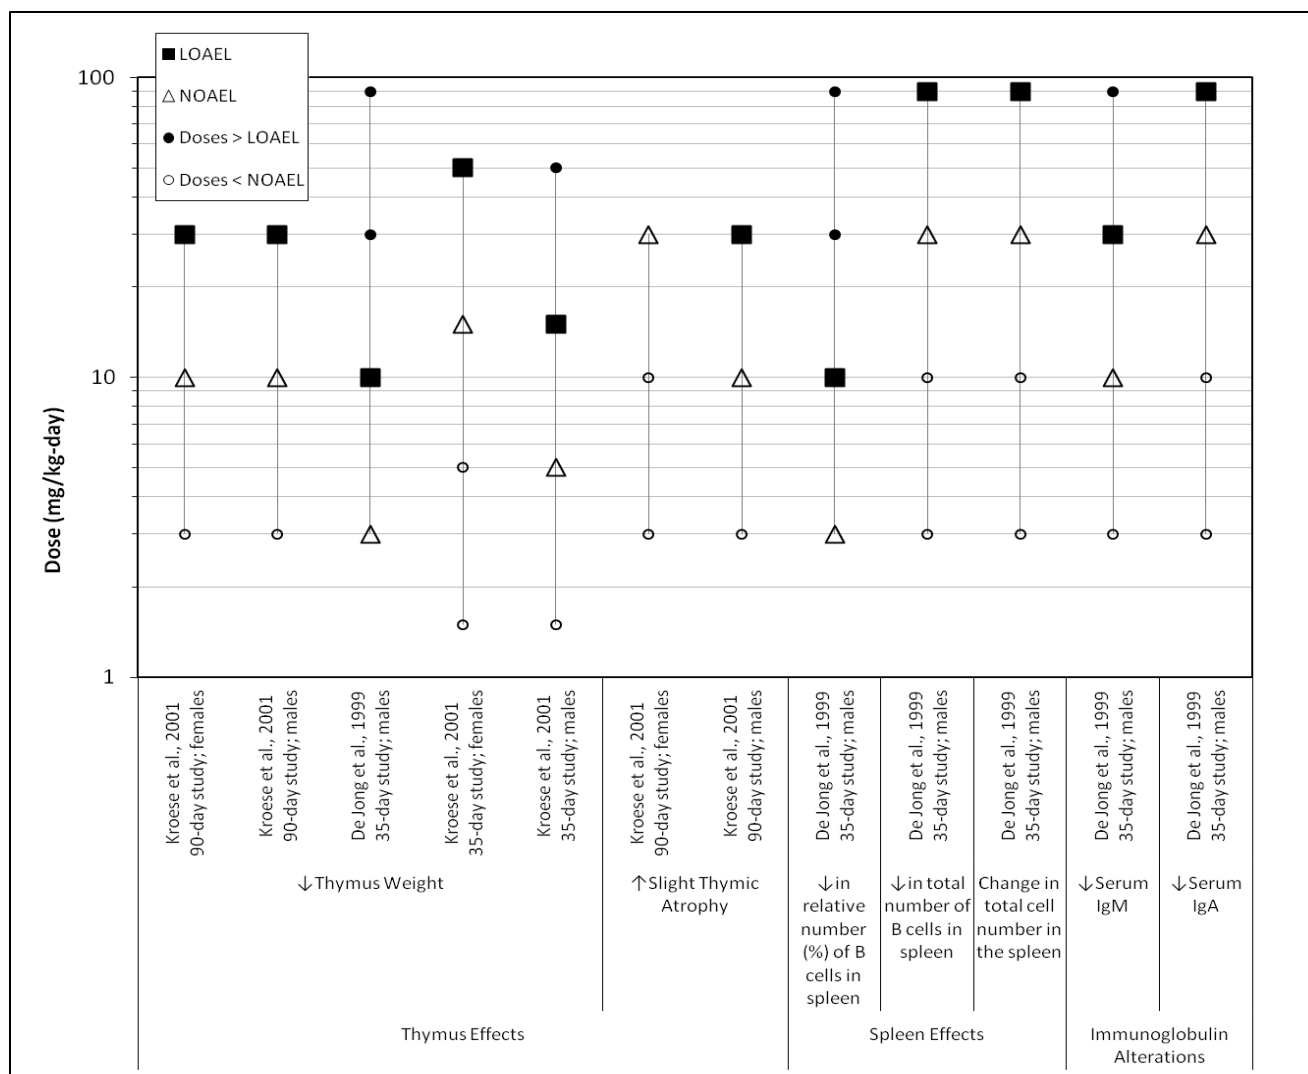 LOAEL
NOAEL
Doses > LOAEL
Doses < NOAEL
100
10
1
Dose (mg/kg-day)
Kroese et al., 2001
90-day study; females
Kroese et al., 2001
90-day study; males
De Jong et al., 1999
35-day study; males
Kroese et al., 2001
35-day study; females
Kroese et al., 2001
35-day study; males
Kroese et al., 2001
90-day study; females
Kroese et al., 2001
90-day study; males
De Jong et al., 1999
35-day study; males
De Jong et al., 1999
35-day study; males
De Jong et al., 1999
35-day study; males
De Jong et al., 1999
35-day study; males
De Jong et al., 1999
35-day study; males
↓Thymus Weight
↑Slight Thymic
Atrophy
↓in
relative
number
(%) of B
cells in
spleen
↓in total
number of
B cells in
spleen
Change in
total cell
number in
the spleen
↓Serum
IgM
↓Serum
IgA
Thymus Effects
Spleen Effects
Immunoglobulin
Alterations